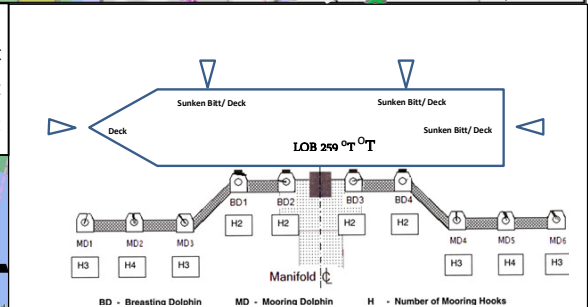 Sunken Bitt/ Deck
Sunken Bitt/ Deck
Deck
Sunken Bitt/ Deck
LOB 259 ⁰T ⁰T
BD1
BD2
BD3
BD4
H2
H2
H2
H2
MD1
MD2
MD3
MD4
MD5
MD6
H3
H4
H3
H3
H4
H3
Manifold ℄
BD - Breasting Dolphin MD - Mooring Dolphin H - Number of Mooring Hooks